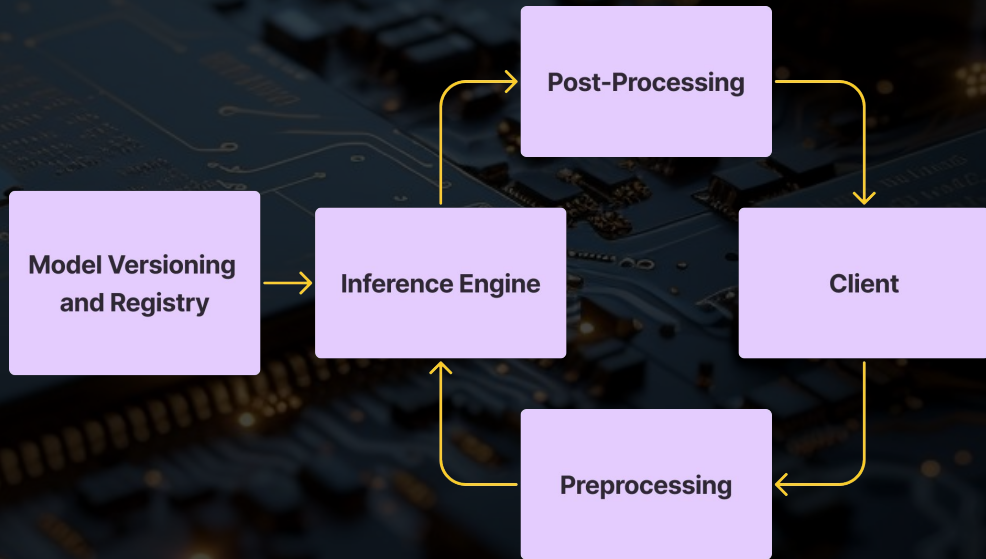 Post-Processing
Model Versioning
and Registry
Inference Engine
Client
Preprocessing